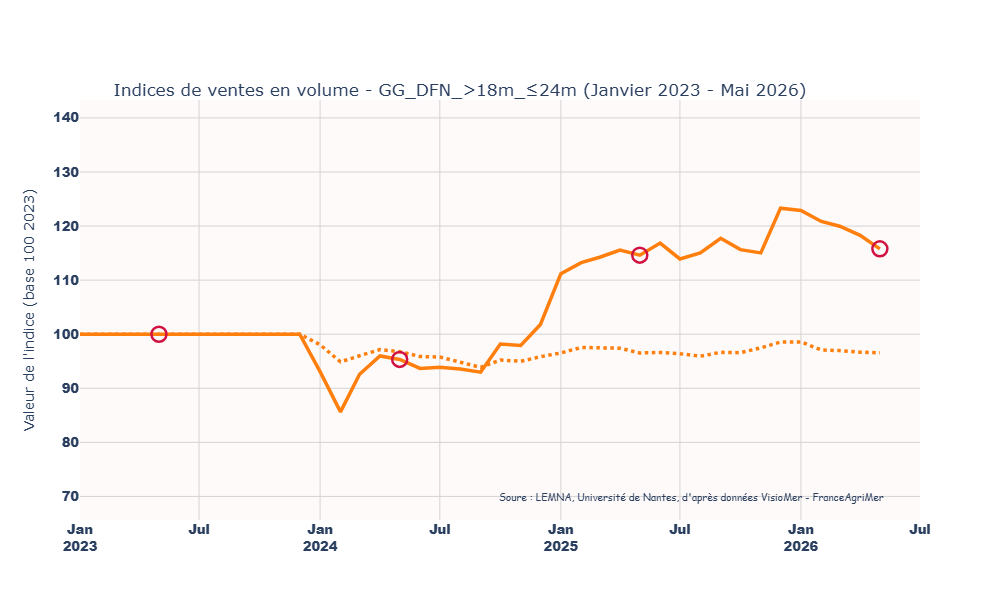 Indices de ventes en volume - GG_DFN_>18m_≤24m (Janvier 2023 - Mai 2026)
Valeur de l'indice (base 100 2023)
140
130
120
110
100
90
80
70
Soure : LEMNA, Université de Nantes, d'après données VisioMer - FranceAgriMer
Jan Jul Jan Jul Jan Jul Jan Jul
2023 2024 2025 2026